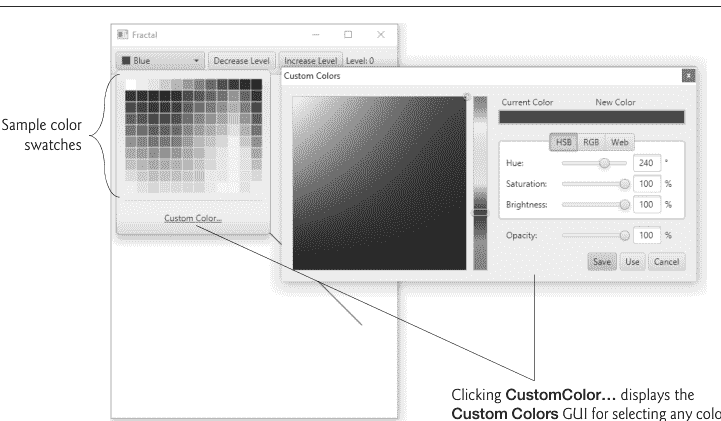 Fractal
Blue
Decrease Level
Increase Level
Level: 0
Custom Colors
x
Current Color
New Color
HSB
RGB
Web
Hue:
240
°
Saturation:
100
%
Brightness:
100
%
Opacity:
100
%
Save
Use
Cancel
Sample color
swatches
Custom Color...
Clicking CustomColor... displays the
Custom Colors GUI for selecting any colo